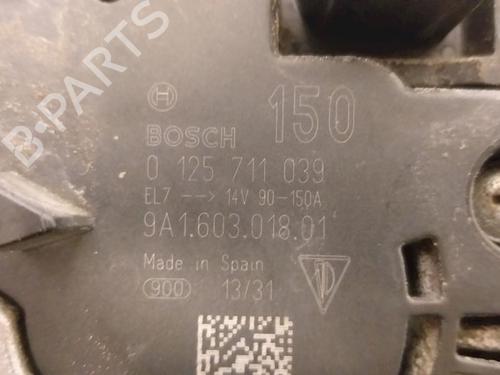 B-PARTS
150
BOSCH
0 125 711 039
EL7 --> 14V 90-150A
9A1.603.018.01
Made in Spain
900 13/31